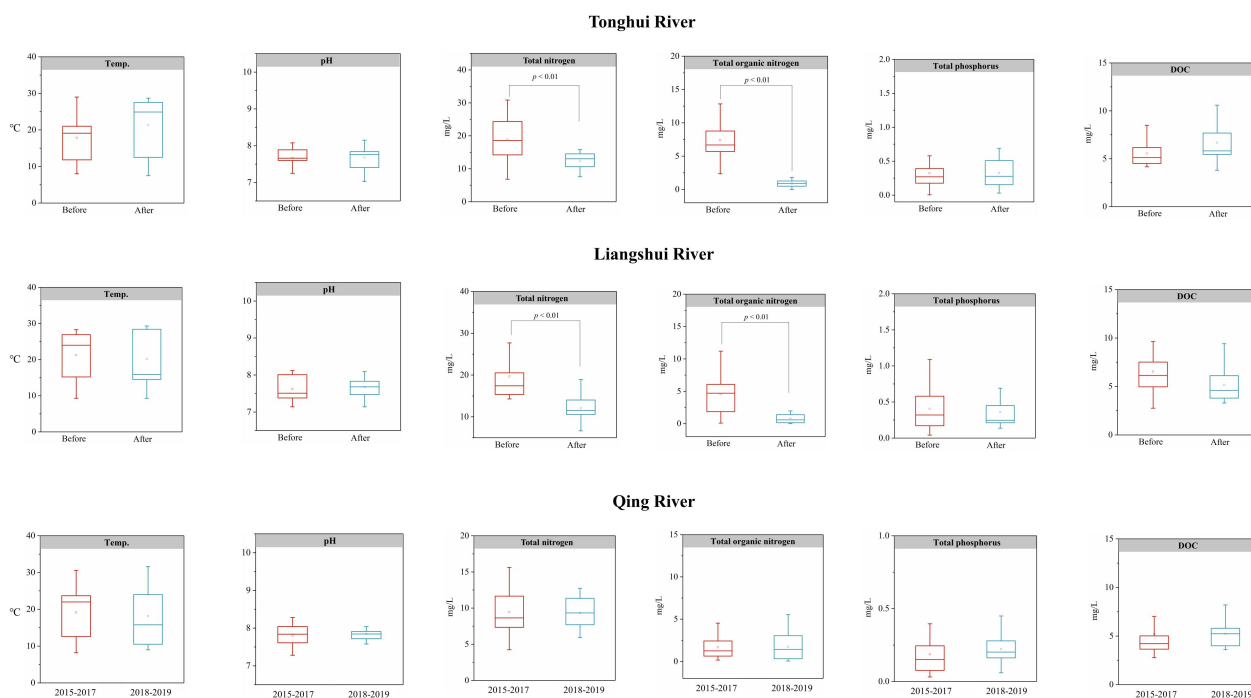 Tonghui River
Temp.
40
30
20
10
0
°C
Before
After
pH
10
9
8
7
Before
After
Total nitrogen
40
30
20
10
0
mg/L
p < 0.01
Before
After
Total organic nitrogen
20
15
10
5
0
mg/L
p < 0.01
Before
After
Total phosphorus
2.0
1.5
1.0
0.5
0.0
mg/L
Before
After
DOC
15
10
5
0
mg/L
Before
After
Liangshui River
Temp.
40
30
20
10
0
°C
Before
After
pH
10
9
8
7
Before
After
Total nitrogen
40
30
20
10
mg/L
p < 0.01
Before
After
Total organic nitrogen
20
15
10
5
0
mg/L
p < 0.01
Before
After
Total phosphorus
2.0
1.5
1.0
0.5
0.0
mg/L
Before
After
DOC
15
10
5
0
mg/L
Before
After
Qing River
Temp.
40
30
20
10
0
°C
2015-2017
2018-2019
pH
10
9
8
7
2015-2017
2018-2019
Total nitrogen
20
15
10
5
0
mg/L
2015-2017
2018-2019
Total organic nitrogen
15
10
5
0
mg/L
2015-2017
2018-2019
Total phosphorus
1.0
0.5
0.0
mg/L
2015-2017
2018-2019
DOC
15
10
5
0
mg/L
2015-2017
2018-2019